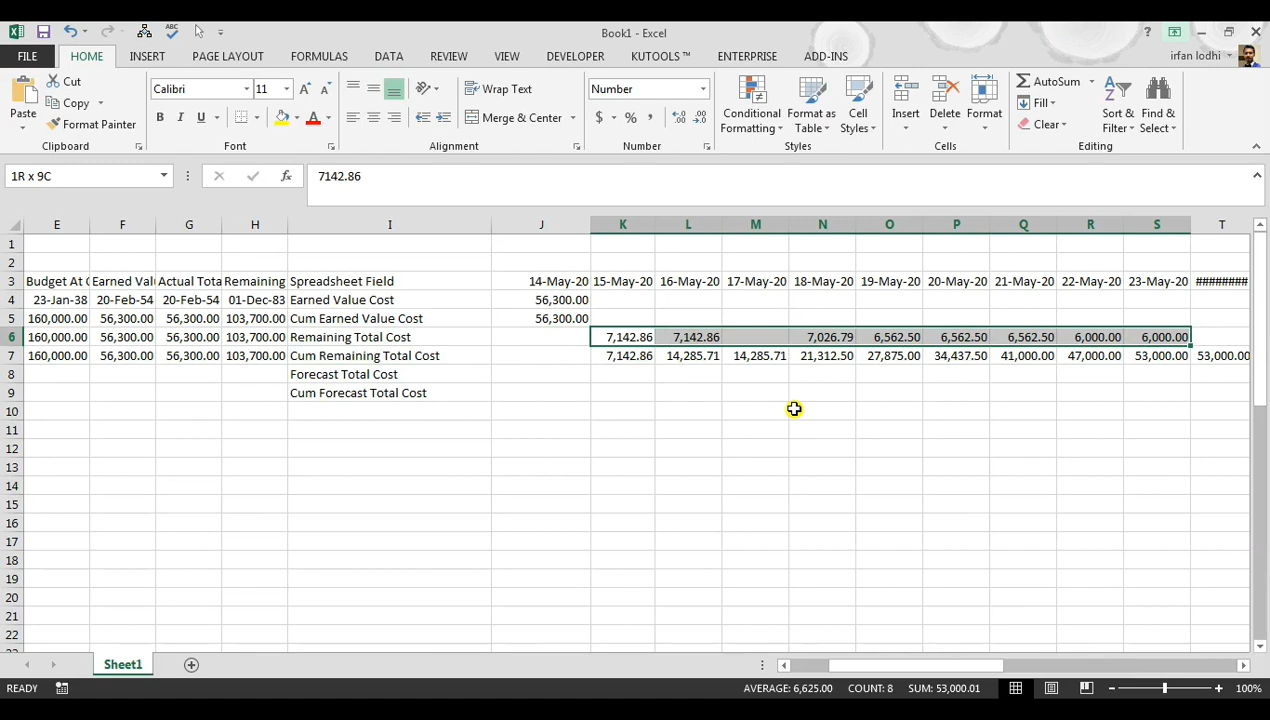 Book1 - Excel
FILE HOME INSERT PAGE LAYOUT FORMULAS DATA REVIEW VIEW DEVELOPER KUTOOLS ™ ENTERPRISE ADD-INS irfan lodhi
Paste Cut Copy Format Painter
Calibri 11
Wrap Text
Merge & Center
Number
Conditional Formatting Format as Table Cell Styles
Insert Delete Format
AutoSum Fill Clear
Sort & Filter Find & Select
Clipboard Font Alignment Number Styles Cells Editing
1R x 9C 7142.86
E F G H I J K L M N O P Q R S T
1
2
3 Budget At C Earned Valu Actual Tota Remaining Spreadsheet Field 14-May-20 15-May-20 16-May-20 17-May-20 18-May-20 19-May-20 20-May-20 21-May-20 22-May-20 23-May-20 ########
4 23-Jan-38 20-Feb-54 20-Feb-54 01-Dec-83 Earned Value Cost 56,300.00
5 160,000.00 56,300.00 56,300.00 103,700.00 Cum Earned Value Cost 56,300.00
6 160,000.00 56,300.00 56,300.00 103,700.00 Remaining Total Cost 7,142.86 7,142.86 7,026.79 6,562.50 6,562.50 6,562.50 6,000.00 6,000.00
7 160,000.00 56,300.00 56,300.00 103,700.00 Cum Remaining Total Cost 7,142.86 14,285.71 14,285.71 21,312.50 27,875.00 34,437.50 41,000.00 47,000.00 53,000.00 53,000.00
8 Forecast Total Cost
9 Cum Forecast Total Cost
10
11
12
13
14
15
16
17
18
19
20
21
22
Sheet1
READY AVERAGE: 6,625.00 COUNT: 8 SUM: 53,000.01 100%